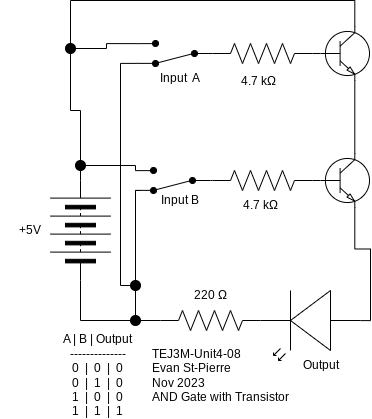 Input A
4.7 kΩ
Input B
4.7 kΩ
+5V
220 Ω
Output
A | B | Output
--------------
0 | 0 | 0
0 | 1 | 0
1 | 0 | 0
1 | 1 | 1
TEJ3M-Unit4-08
Evan St-Pierre
Nov 2023
AND Gate with Transistor